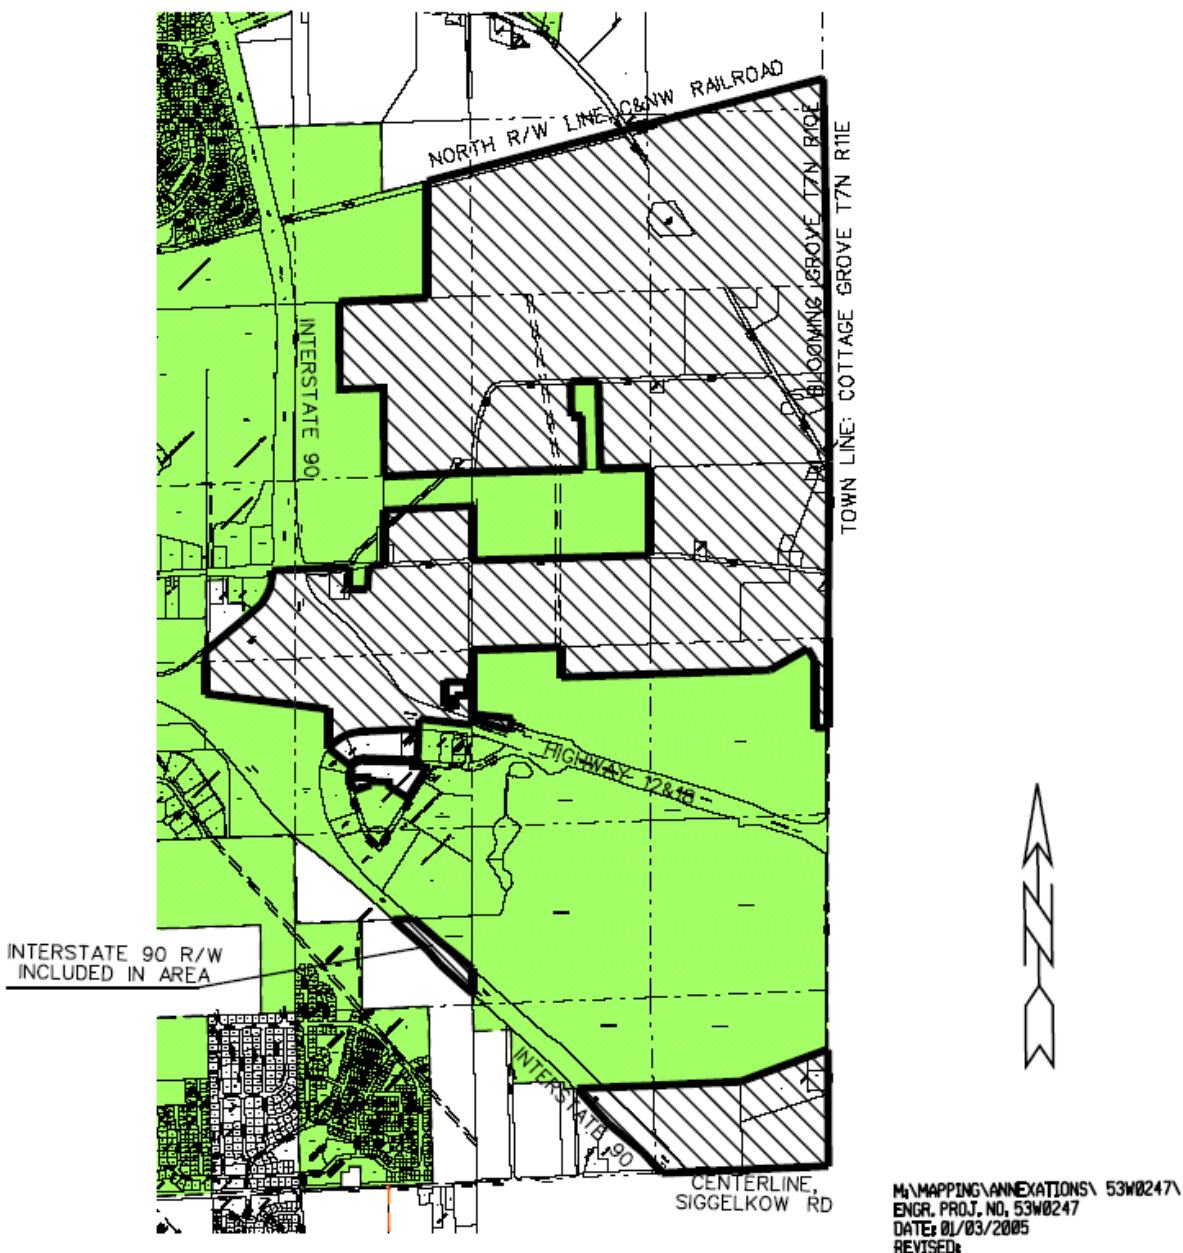 NORTH R/W LINE, C&NW RAILROAD
BLOOMING GROVE T7N R10E
TOWN LINE: COTTAGE GROVE T7N R11E
INTERSTATE 90
HIGHWAY 12&18
INTERSTATE 90 R/W
INCLUDED IN AREA
INTERSTATE 90
CENTERLINE,
SIGGELKOW RD
N
M:\MAPPING\ANNEXATIONS\ 53W0247\
ENGR. PROJ. NO: 53W0247
DATE: 01/03/2005
REVISED: